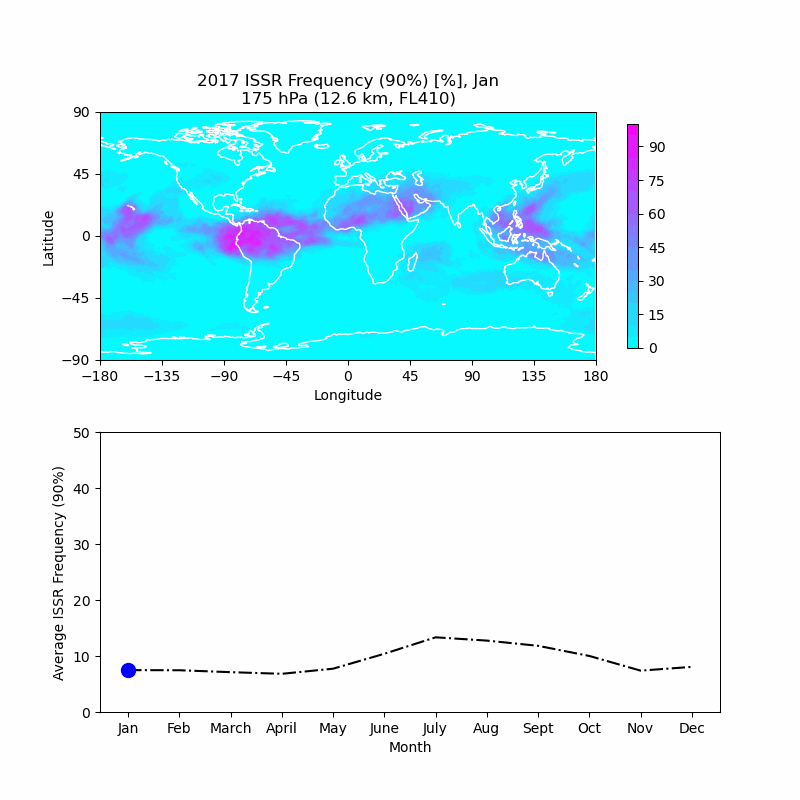 2017 ISSR Frequency (90%) [%], Jan
175 hPa (12.6 km, FL410)
90
45
0
−45
−90
Latitude
−180
−135
−90
−45
0
45
90
135
180
Longitude
90
75
60
45
30
15
0
50
40
30
20
10
0
Average ISSR Frequency (90%)
Jan
Feb
March
April
May
June
July
Aug
Sept
Oct
Nov
Dec
Month